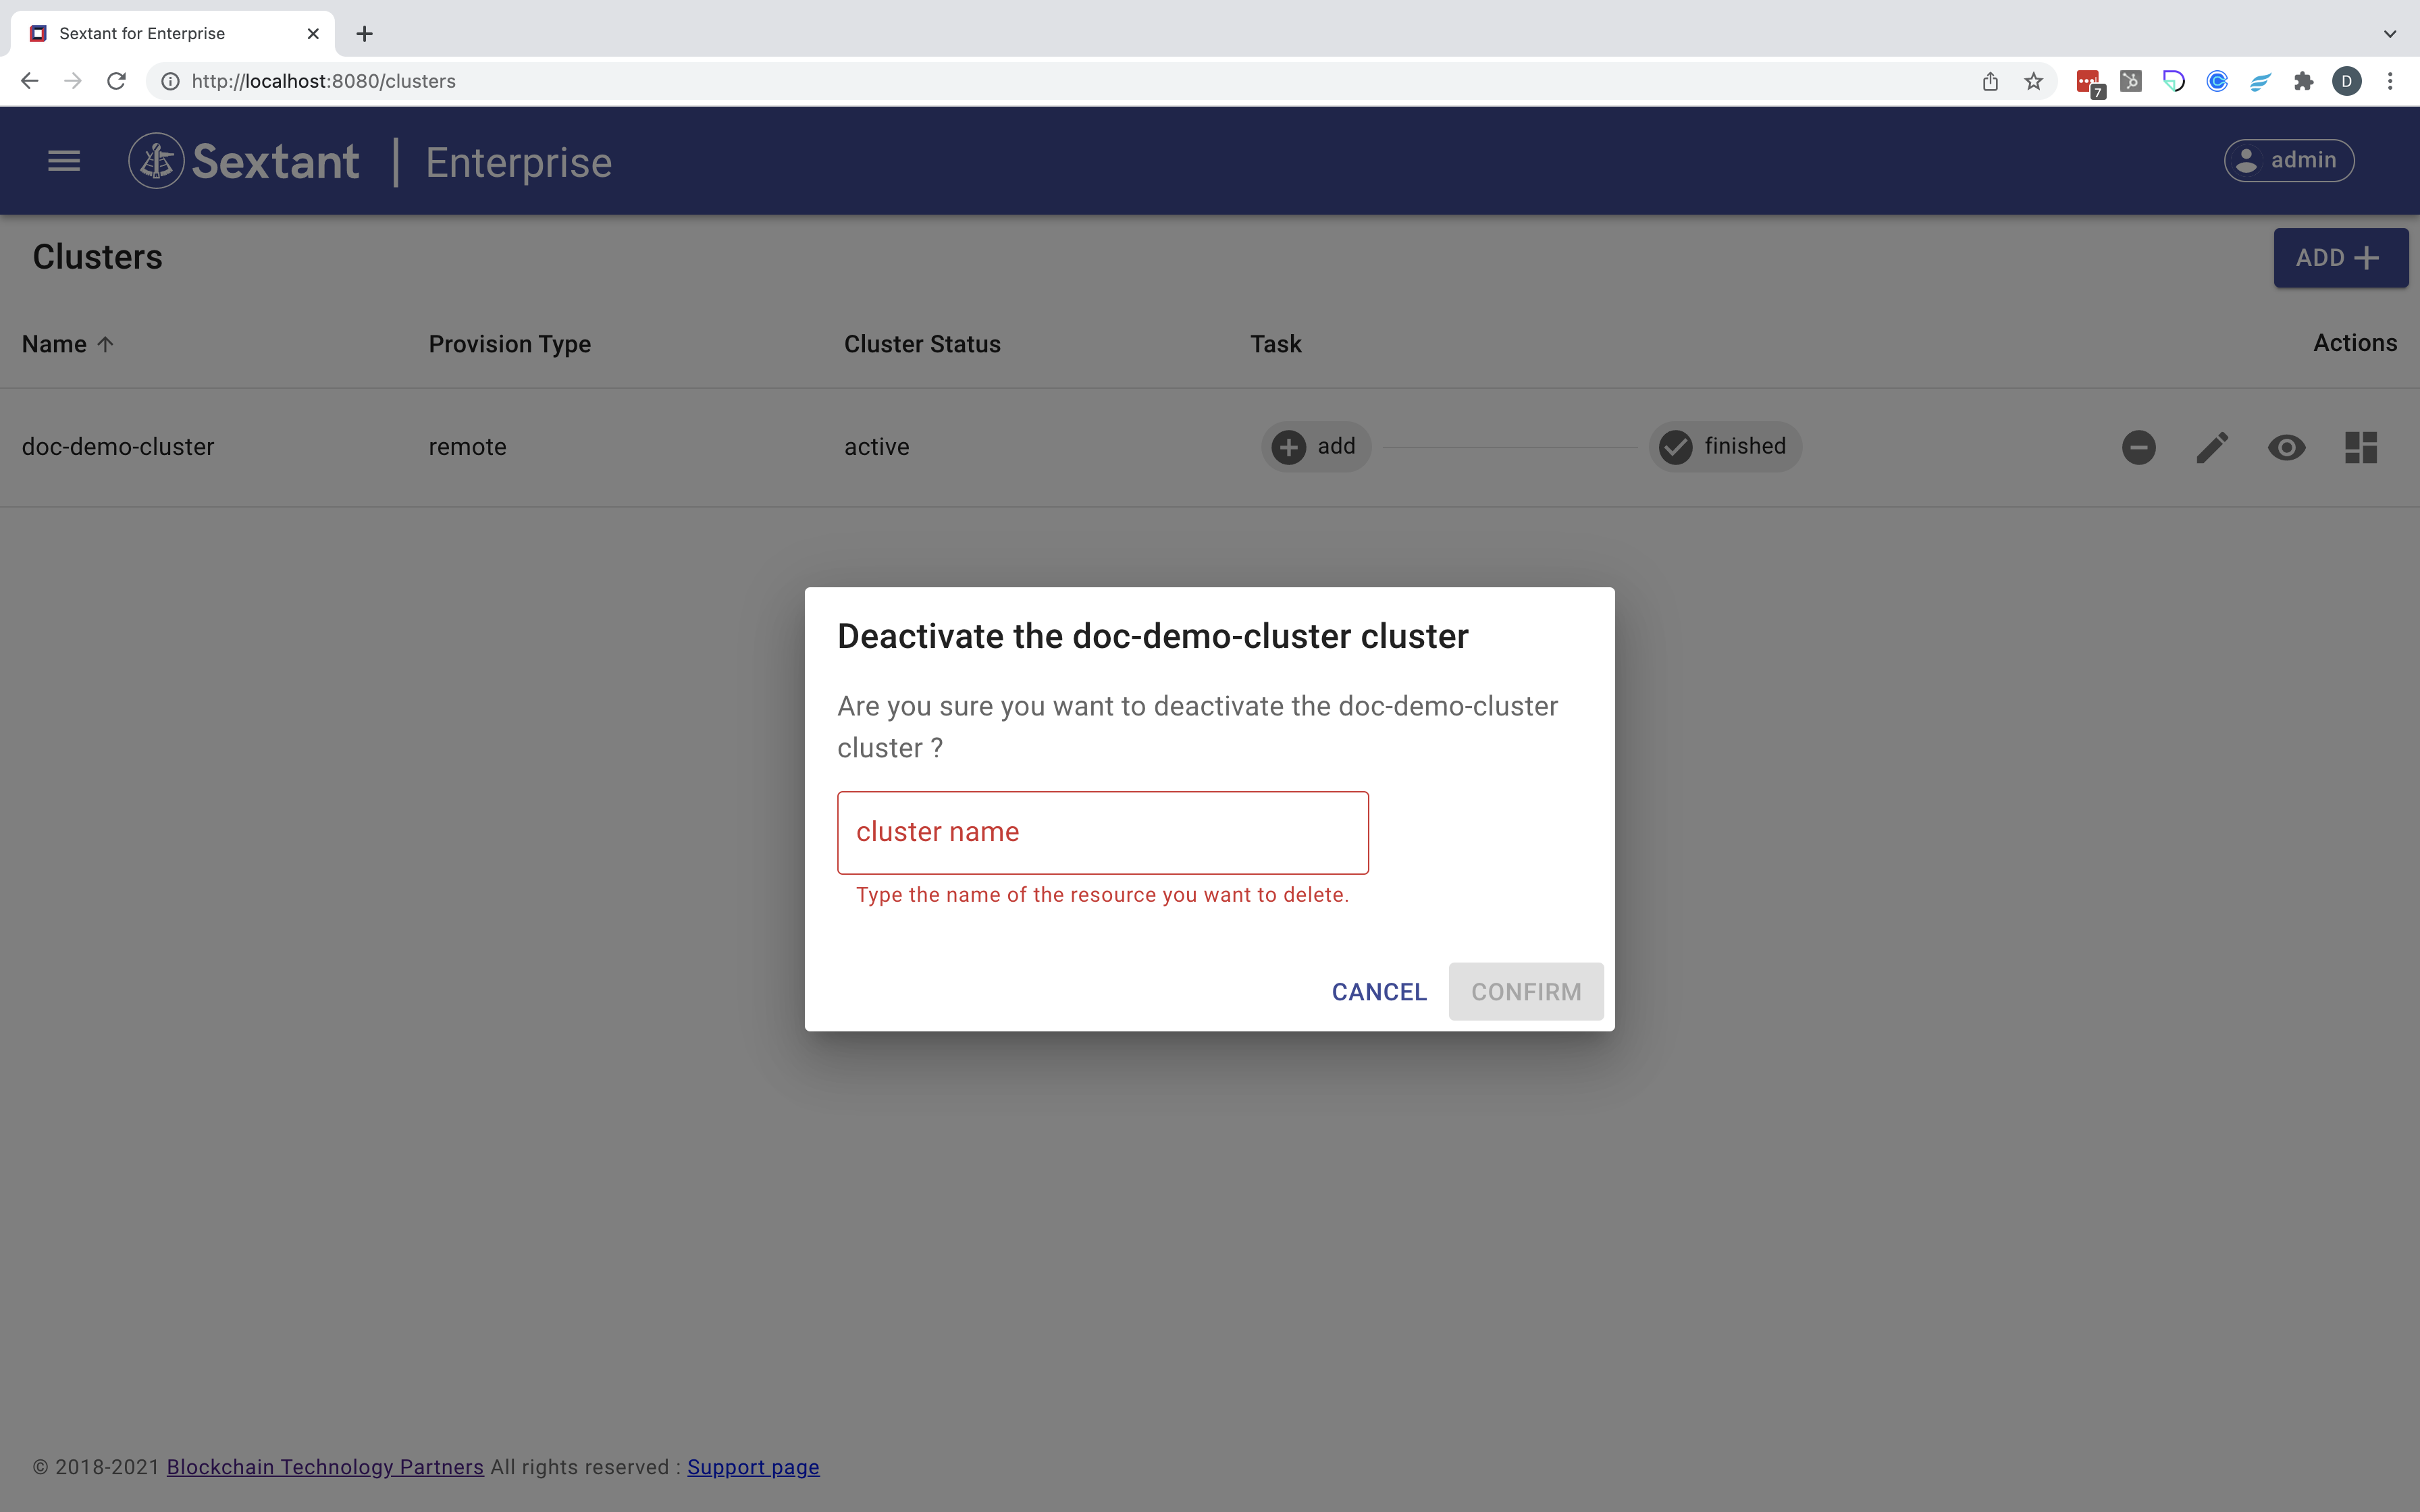 Sextant for Enterprise
http://localhost:8080/clusters
7
D
Sextant | Enterprise
admin
Clusters
ADD
Name Provision Type Cluster Status Task Actions
doc-demo-cluster remote active add finished
Deactivate the doc-demo-cluster cluster
Are you sure you want to deactivate the doc-demo-cluster
cluster ?
cluster name
Type the name of the resource you want to delete.
CANCEL CONFIRM
© 2018-2021 Blockchain Technology Partners All rights reserved : Support page